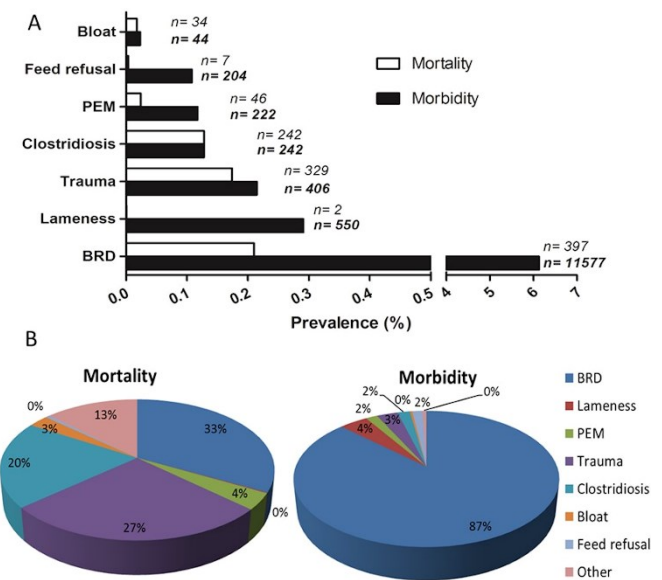 A
Bloat
n= 34
n= 44
Feed refusal
n= 7
n= 204
PEM
n= 46
n= 222
Clostridiosis
n= 242
n= 242
Trauma
n= 329
n= 406
Lameness
n= 2
n= 550
BRD
n= 397
n= 11577
Mortality
Morbidity
0.0 0.1 0.2 0.3 0.4 0.5 4 5 6 7
Prevalence (%)
B
Mortality
0%
3%
13%
33%
20%
4%
0%
27%
Morbidity
2%
0%
2%
0%
2%
3%
4%
87%
BRD
Lameness
PEM
Trauma
Clostridiosis
Bloat
Feed refusal
Other